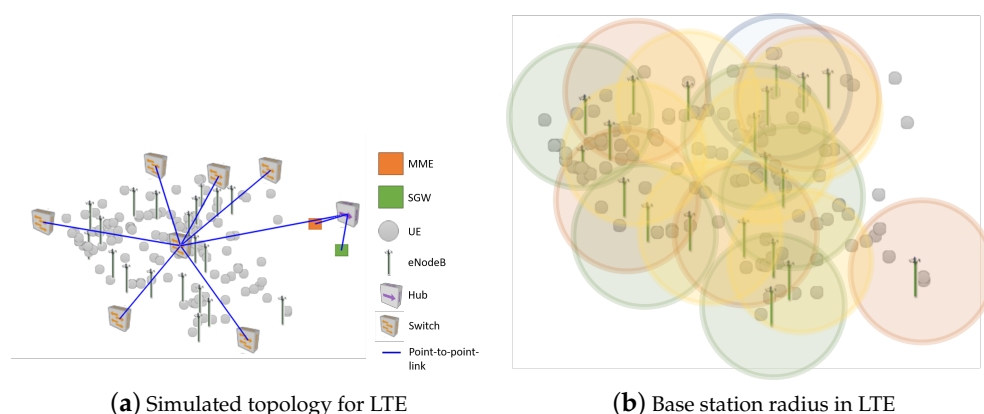 MME
SGW
UE
eNodeB
Hub
Switch
Point-to-point-
link
(a) Simulated topology for LTE
(b) Base station radius in LTE